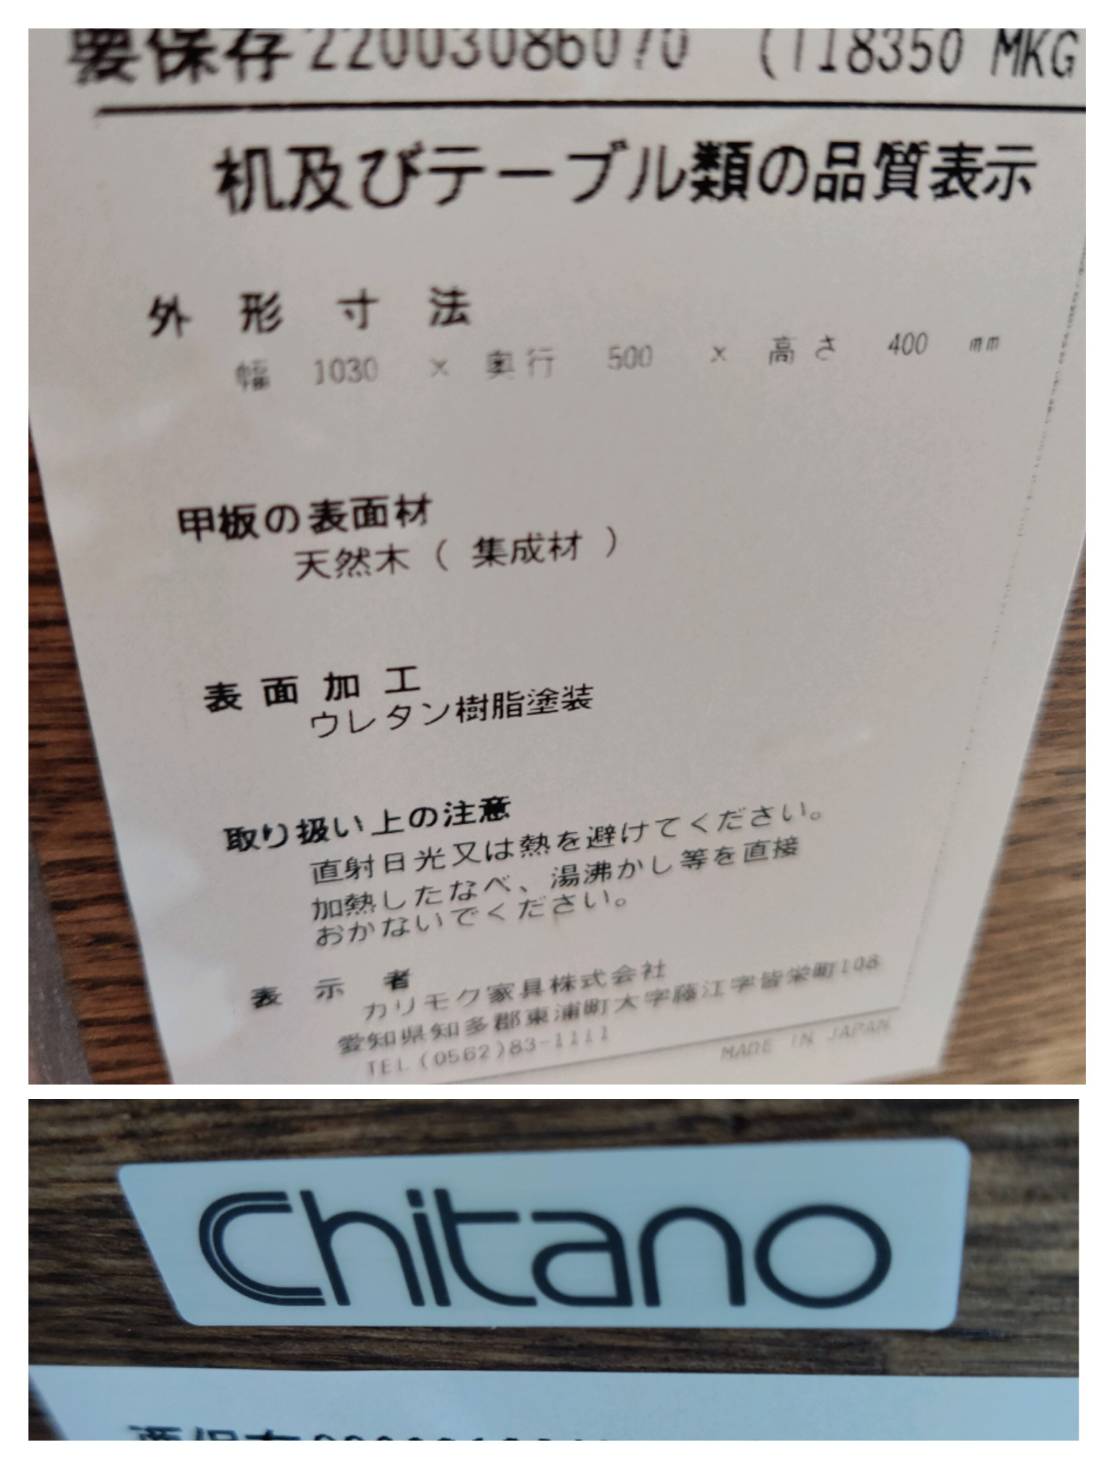 要保存22003086070 (T18350 MKG
机及びテーブル類の品質表示
外形寸法
幅 1030 × 奥行 500 × 高さ 400 mm
甲板の表面材
天然木（集成材）
表面加工
ウレタン樹脂塗装
取り扱い上の注意
直射日光又は熱を避けてください。
加熱したなべ、湯沸かし等を直接
おかないでください。
表示者
カリモク家具株式会社
愛知県知多郡東浦町大字藤江字皆栄町108
TEL(0562)83-1111
MADE IN JAPAN
Chitano
要保存